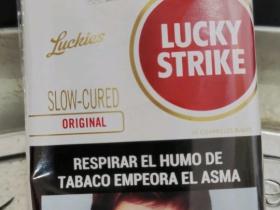 Luckies
LUCKY
STRIKE
SLOW-CURED
ORIGINAL
RESPIRAR EL HUMO DE
TABACO EMPEORA EL ASMA